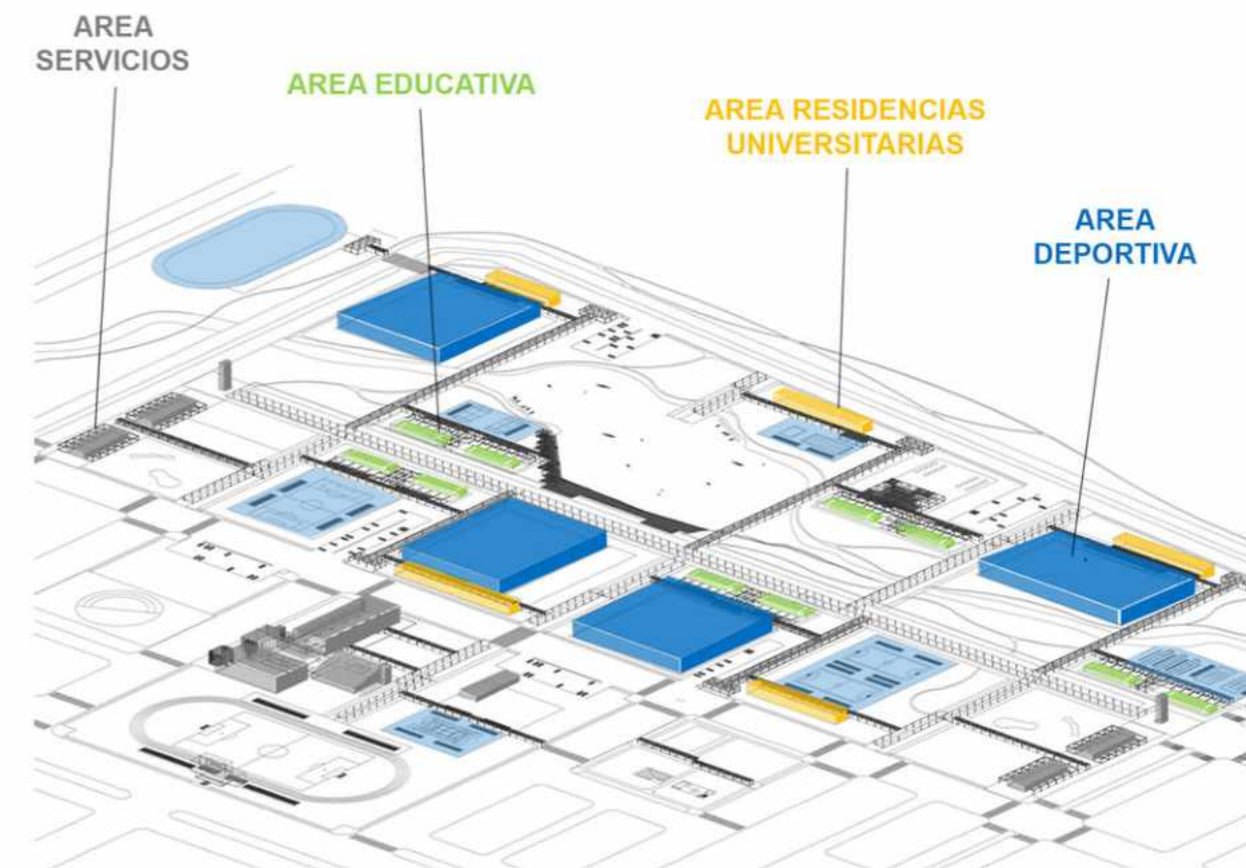 AREA
SERVICIOS
AREA EDUCATIVA
AREA RESIDENCIAS
UNIVERSITARIAS
AREA
DEPORTIVA